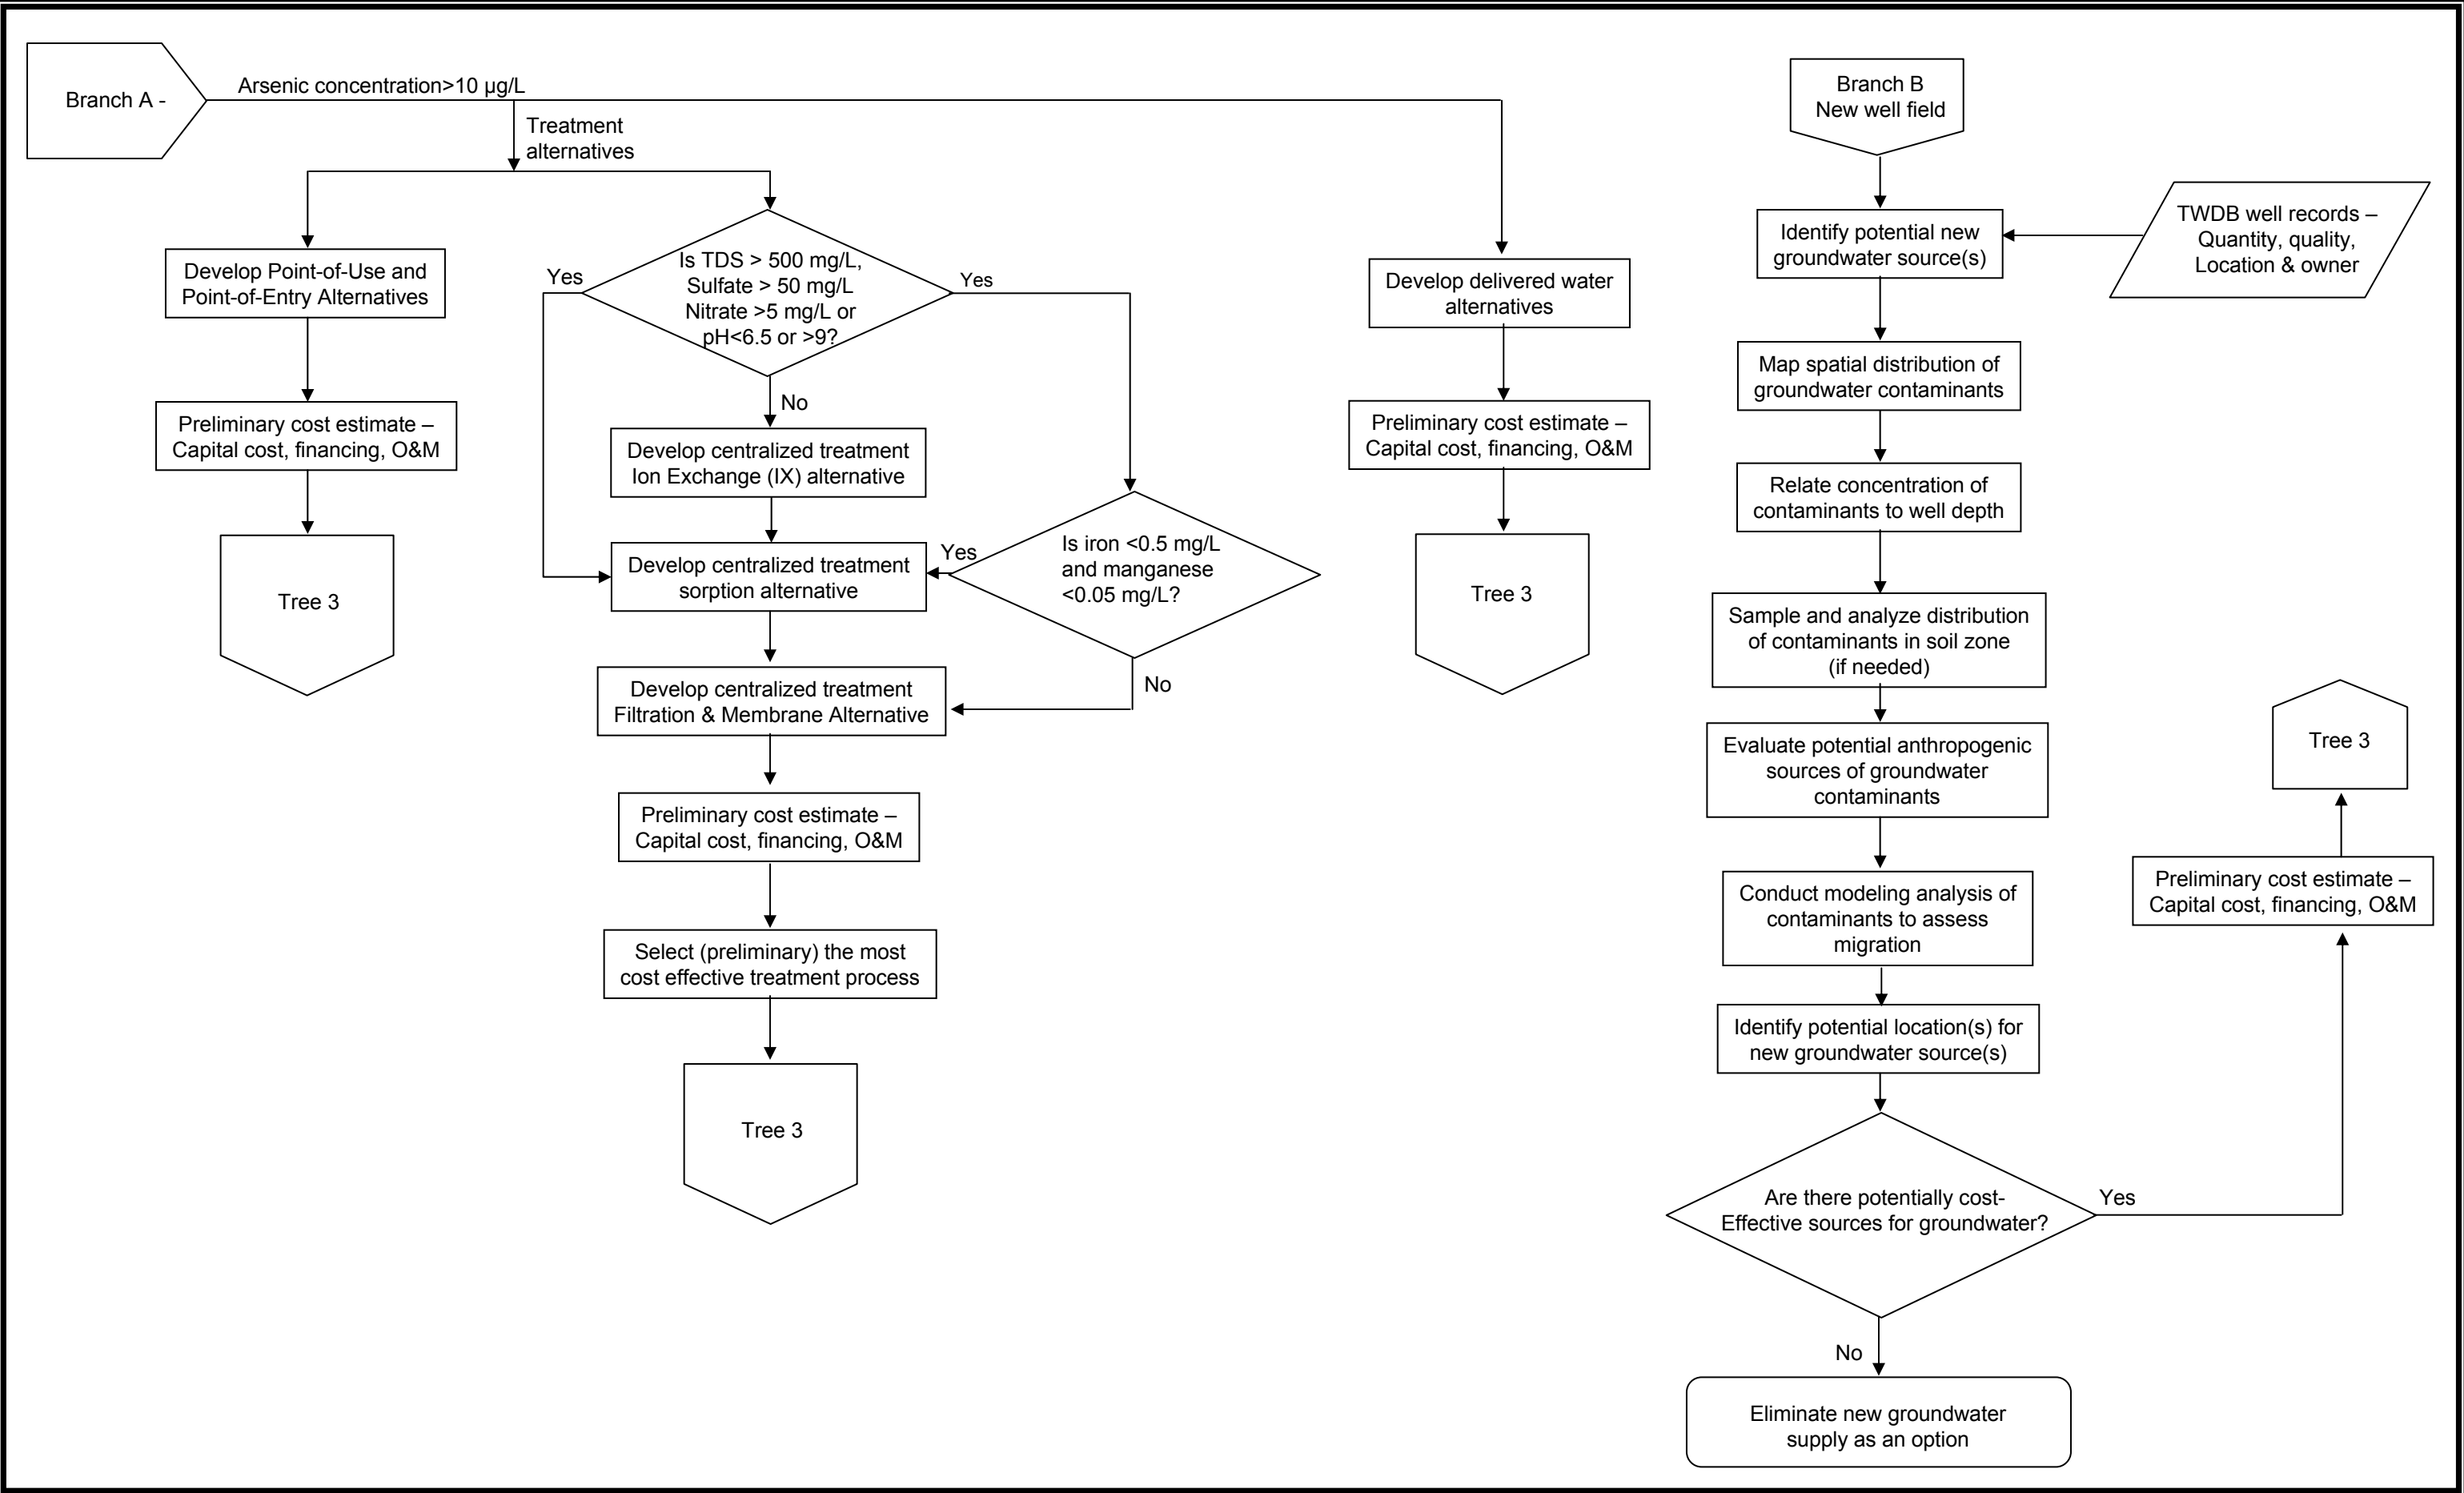 Branch A -
Arsenic concentration>10 µg/L
Treatment
alternatives
Develop Point-of-Use and
Point-of-Entry Alternatives
Preliminary cost estimate –
Capital cost, financing, O&M
Tree 3
Is TDS > 500 mg/L,
Sulfate > 50 mg/L
Nitrate >5 mg/L or
pH<6.5 or >9?
Yes
Yes
No
Develop centralized treatment
Ion Exchange (IX) alternative
Develop centralized treatment
sorption alternative
Yes
Is iron <0.5 mg/L
and manganese
<0.05 mg/L?
No
Develop centralized treatment
Filtration & Membrane Alternative
Preliminary cost estimate –
Capital cost, financing, O&M
Select (preliminary) the most
cost effective treatment process
Tree 3
Develop delivered water
alternatives
Preliminary cost estimate –
Capital cost, financing, O&M
Tree 3
Branch B
New well field
Identify potential new
groundwater source(s)
TWDB well records –
Quantity, quality,
Location & owner
Map spatial distribution of
groundwater contaminants
Relate concentration of
contaminants to well depth
Sample and analyze distribution
of contaminants in soil zone
(if needed)
Evaluate potential anthropogenic
sources of groundwater
contaminants
Conduct modeling analysis of
contaminants to assess
migration
Identify potential location(s) for
new groundwater source(s)
Are there potentially cost-
Effective sources for groundwater?
Yes
Preliminary cost estimate –
Capital cost, financing, O&M
Tree 3
No
Eliminate new groundwater
supply as an option